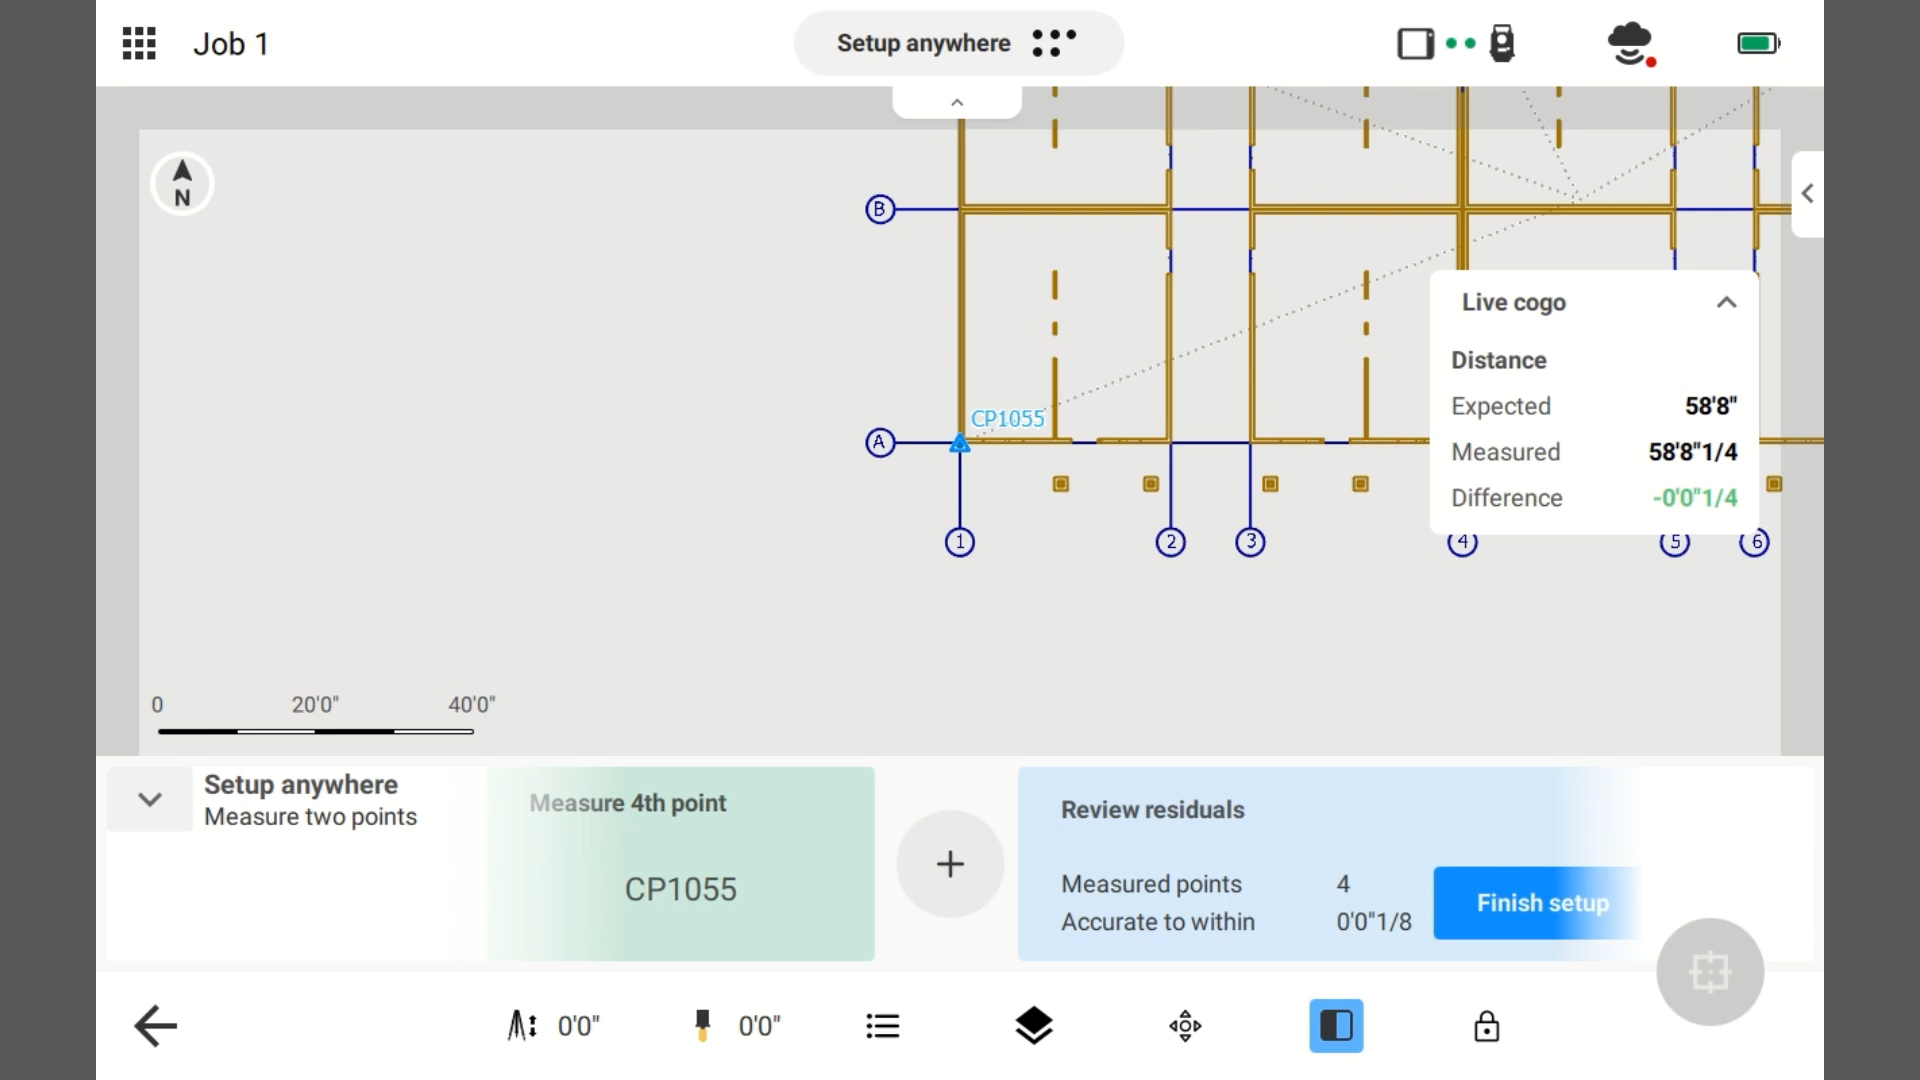 Job 1
Setup anywhere
N
B
CP1055
A
1
2
3
4
5
6
Live cogo
Distance
Expected 58'8"
Measured 58'8"1/4
Difference -0'0"1/4
0 20'0" 40'0"
Setup anywhere
Measure two points
Measure 4th point
CP1055
+
Review residuals
Measured points 4
Accurate to within 0'0"1/8
Finish setup
0'0"
0'0"